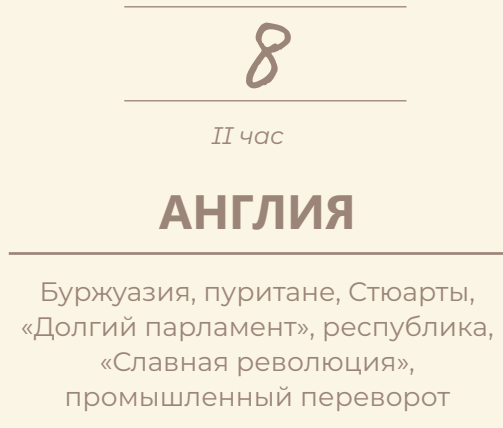 8
II час
АНГЛИЯ
Буржуазия, пуритане, Стюарты,
«Долгий парламент», республика,
«Славная революция»,
промышленный переворот